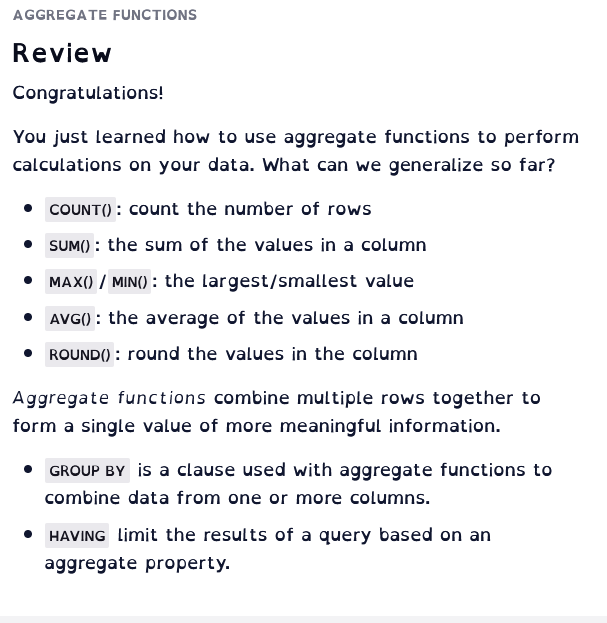 AGGREGATE FUNCTIONS
Review
Congratulations!
You just learned how to use aggregate functions to perform
calculations on your data. What can we generalize so far?
• COUNT(): count the number of rows
• SUM(): the sum of the values in a column
• MAX()/MIN(): the largest/smallest value
• AVG(): the average of the values in a column
• ROUND(): round the values in the column
Aggregate functions combine multiple rows together to
form a single value of more meaningful information.
• GROUP BY is a clause used with aggregate functions to
combine data from one or more columns.
• HAVING limit the results of a query based on an
aggregate property.